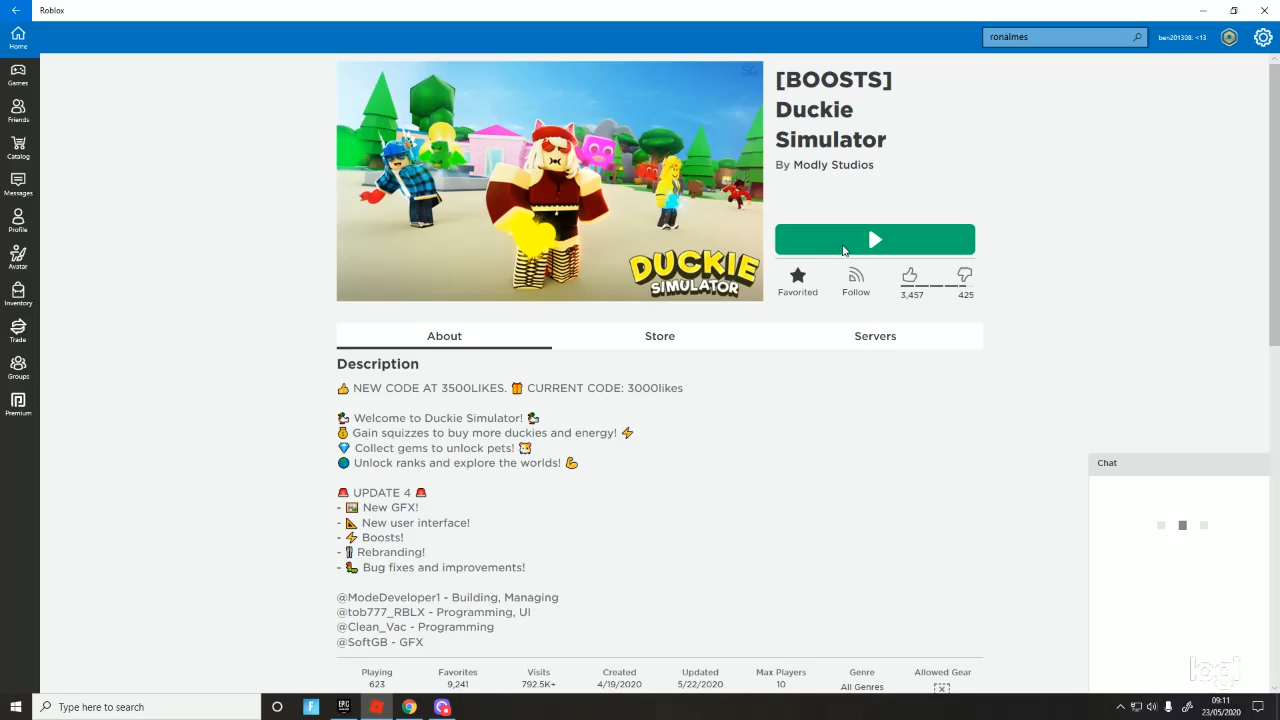 Roblox
Home
ronalmes
ben201308: <13
Games
Friends
Catalog
Messages
Profile
Avatar
Inventory
Trade
Groups
Premium
SG
DUCKIE
SIMULATOR
[BOOSTS]
Duckie
Simulator
By Modly Studios
Favorited
Follow
3,457
425
About
Store
Servers
Description
👍 NEW CODE AT 3500LIKES. 🎁 CURRENT CODE: 3000likes
🦆 Welcome to Duckie Simulator! 🦆
💰 Gain squizzes to buy more duckies and energy! ⚡
💎 Collect gems to unlock pets! 🐹
🌍 Unlock ranks and explore the worlds! 💪
🚨 UPDATE 4 🚨
- 🖼 New GFX!
- 📐 New user interface!
- ⚡ Boosts!
- 👖 Rebranding!
- 🐛 Bug fixes and improvements!
@ModeDeveloper1 - Building, Managing
@tob777_RBLX - Programming, UI
@Clean_Vac - Programming
@SoftGB - GFX
Playing
623
Favorites
9,241
Visits
792.5K+
Created
4/19/2020
Updated
5/22/2020
Max Players
10
Genre
All Genres
Allowed Gear
Chat
logi
Type here to search
EPIC
09:11
23/05/2020